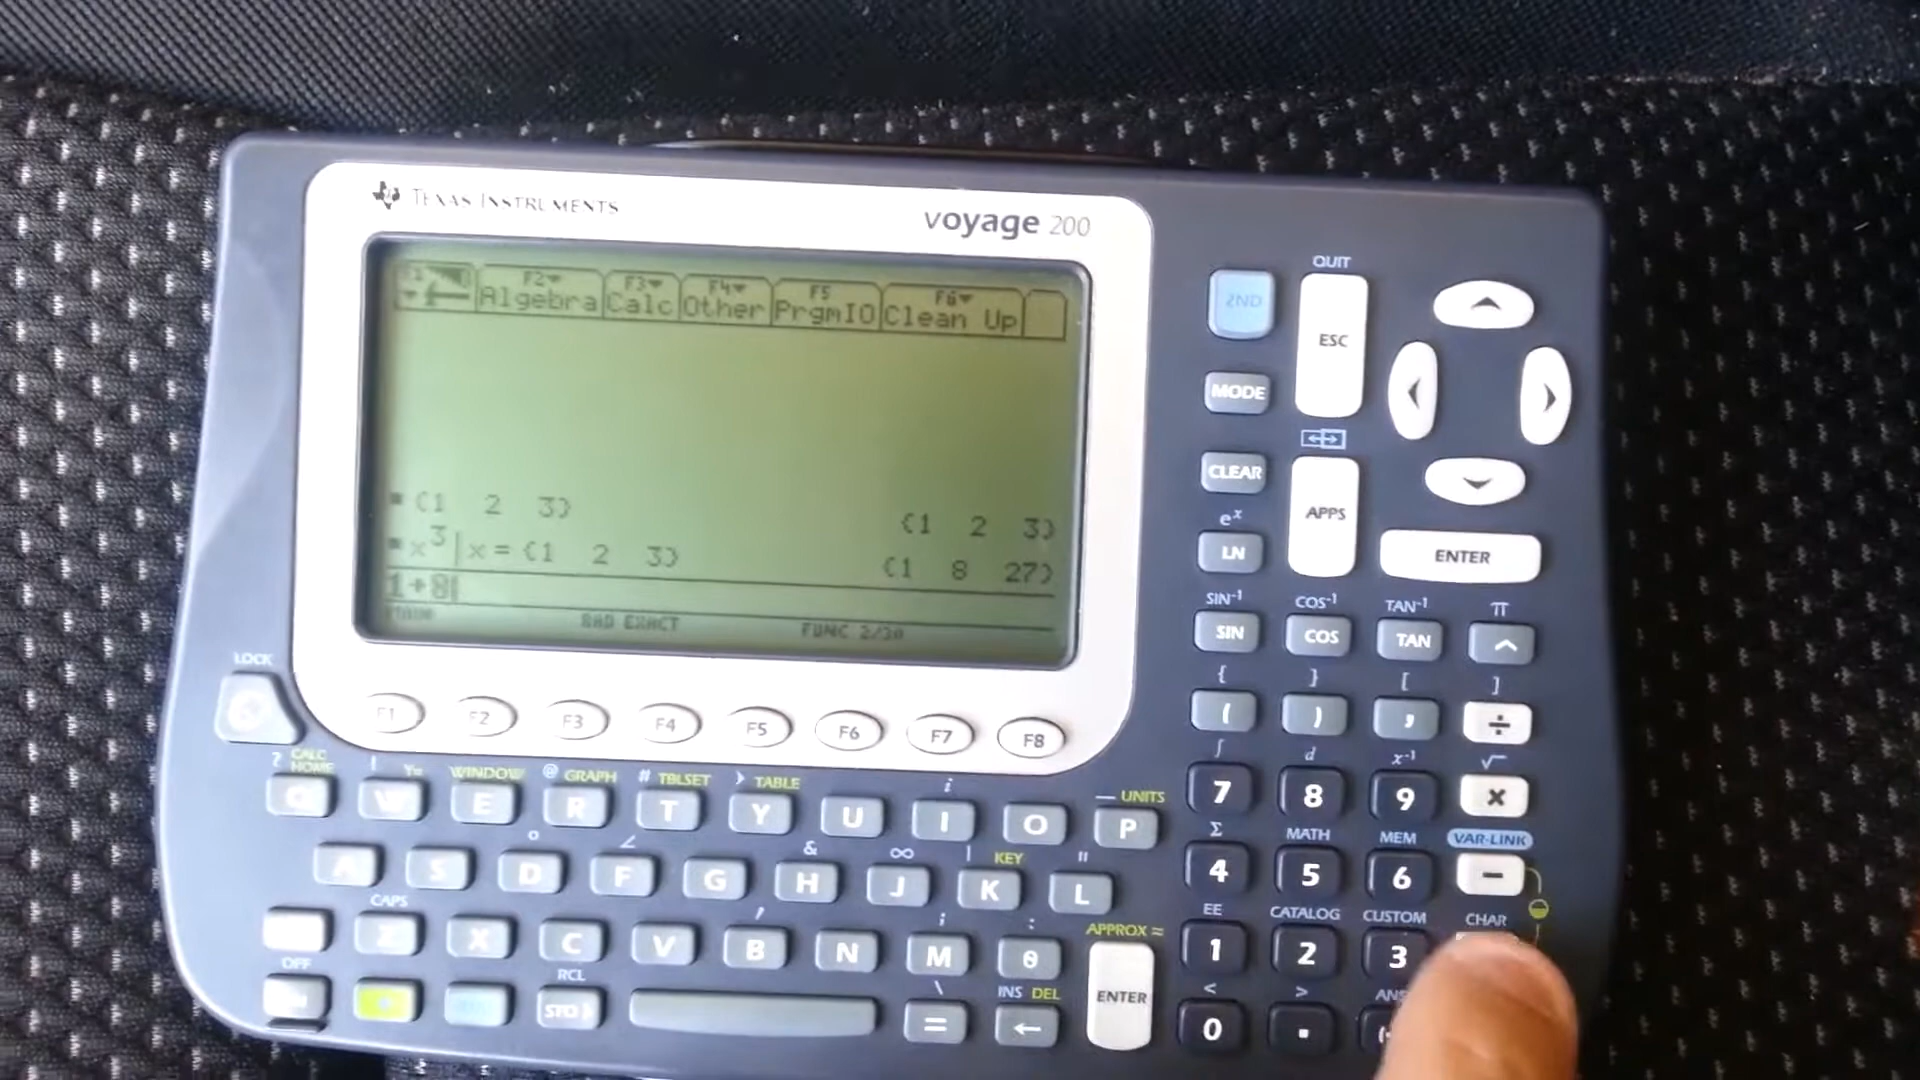 TEXAS INSTRUMENTS
voyage 200
F2 F3 F4 F5 F6
Algebra Calc Other PrgmIO Clean Up
{1 2 3} {1 2 3}
x³|x={1 2 3} {1 8 27}
1+8
RAD EXACT FUNC 2/30
F1 F2 F3 F4 F5 F6 F7 F8
LOCK
QUIT
2ND ESC
MODE
CLEAR APPS
eˣ
LN ENTER
SIN⁻¹ COS⁻¹ TAN⁻¹ π
SIN COS TAN ^
{ } [ ]
( ) , ÷
∫ d x⁻¹ √
7 8 9 ×
Σ MATH MEM VAR-LINK
4 5 6 −
EE CATALOG CUSTOM CHAR
1 2 3
< > ANS
0 .
? CALC HOME ! Y= WINDOW @ GRAPH # TBLSET > TABLE i — UNITS
Q W E R T Y U I O P
° ∠ & ∞ | KEY "
A S D F G H J K L
CAPS ' ; : APPROX ≈
Z X C V B N M θ
OFF RCL \ INS DEL
STO = ← ENTER